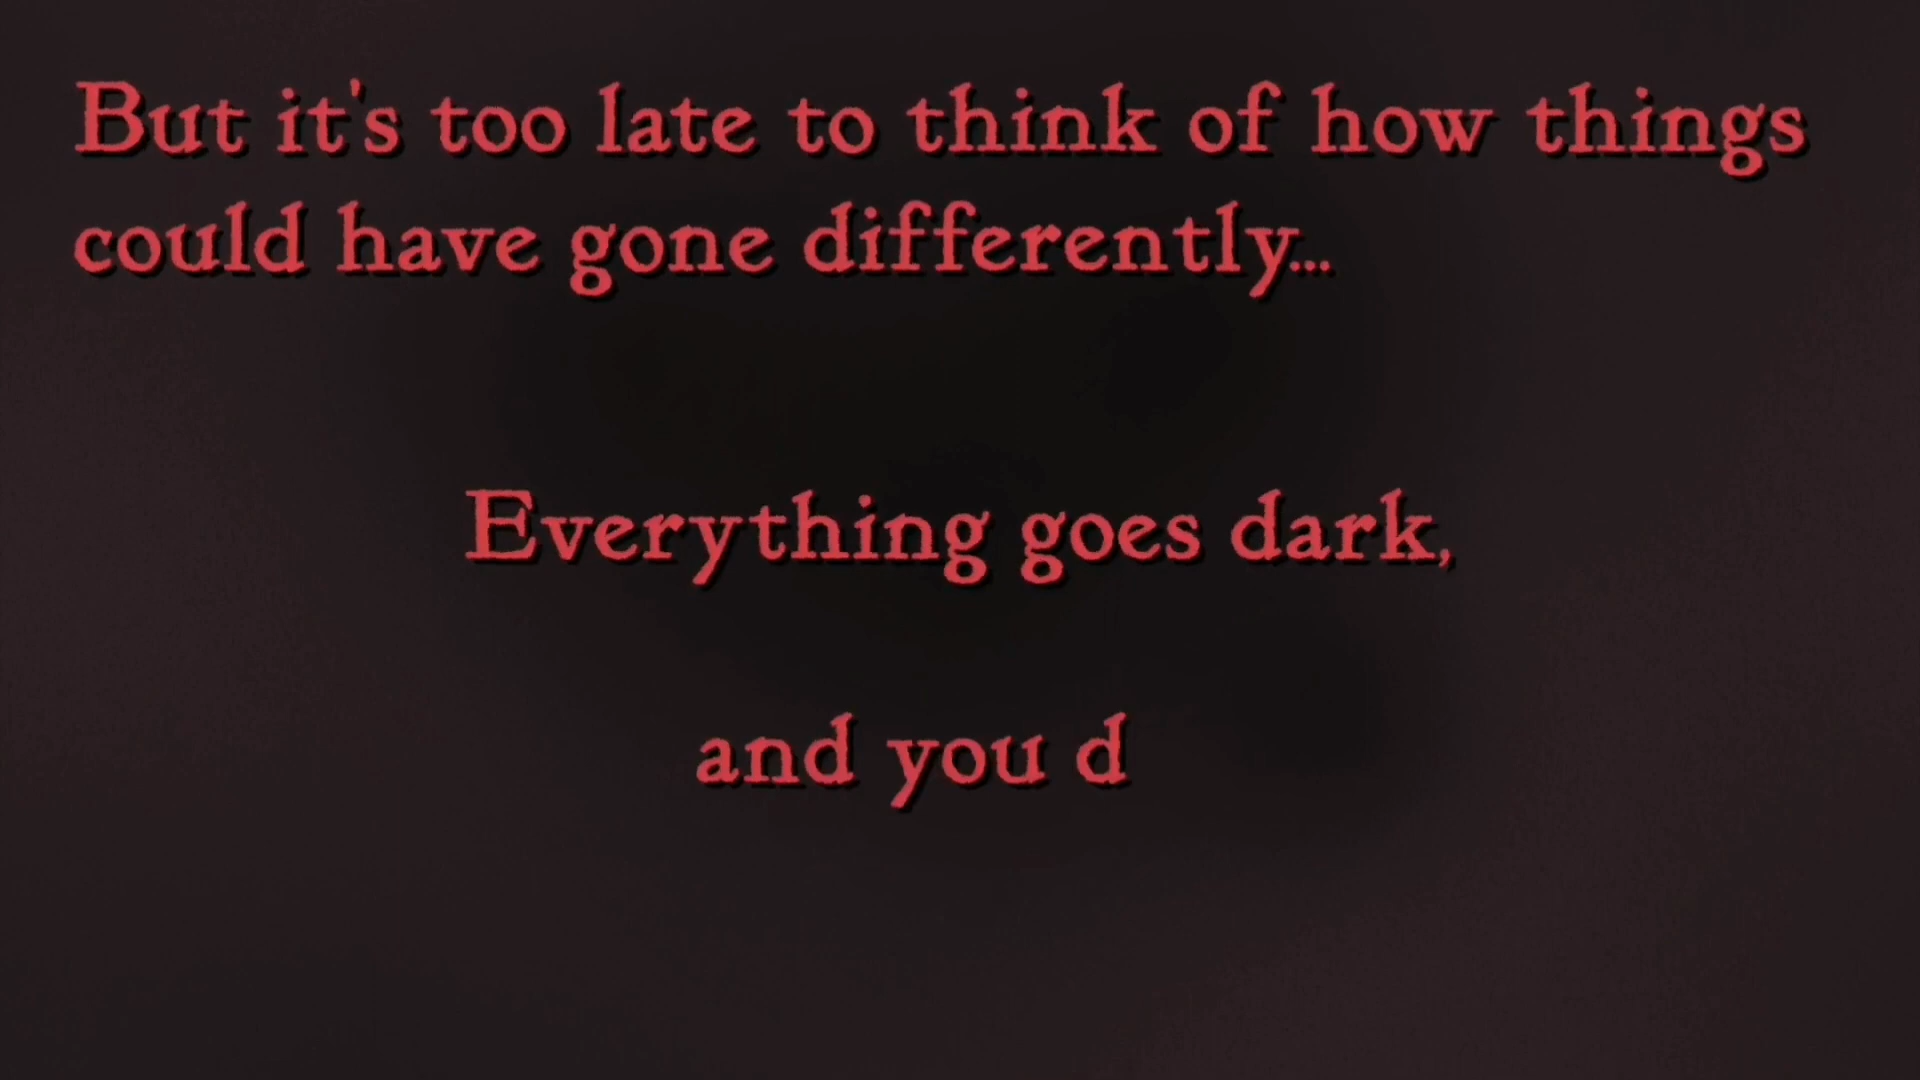 But it's too late to think of how things
could have gone differently...
Everything goes dark,
and you d